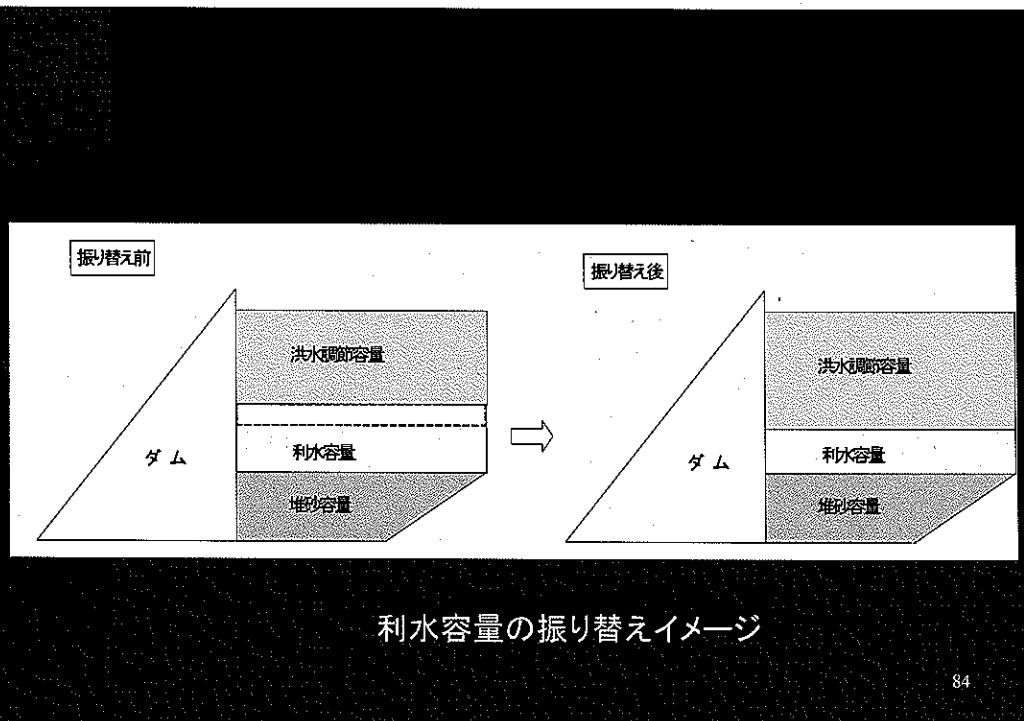 振り替え前
振り替え後
洪水調節容量
利水容量
堆砂容量
ダム
洪水調節容量
利水容量
堆砂容量
ダム
利水容量の振り替えイメージ
84